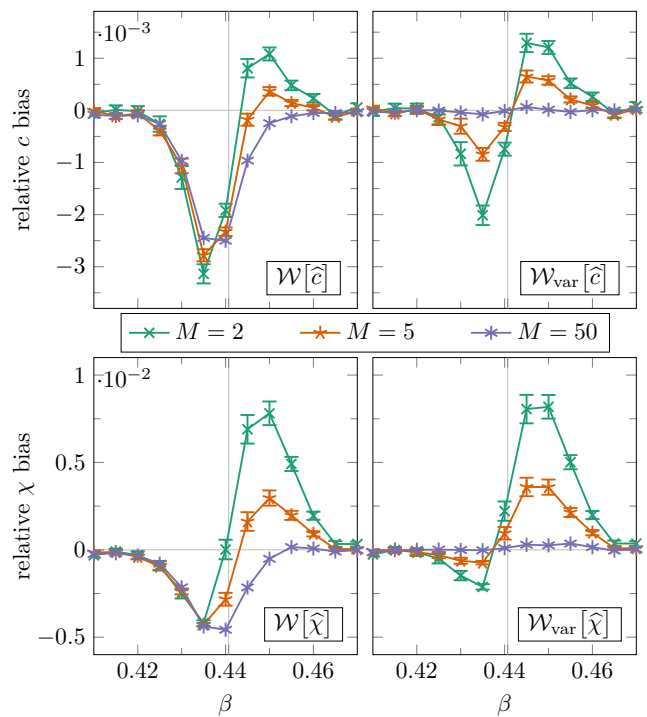 ·10⁻³
1
0
−1
−2
−3
relative c bias
𝒲[ĉ]
𝒲var[ĉ]
M = 2 M = 5 M = 50
·10⁻²
1
0.5
0
−0.5
relative χ bias
𝒲[χ̂]
𝒲var[χ̂]
0.42 0.44 0.46 0.42 0.44 0.46
β β